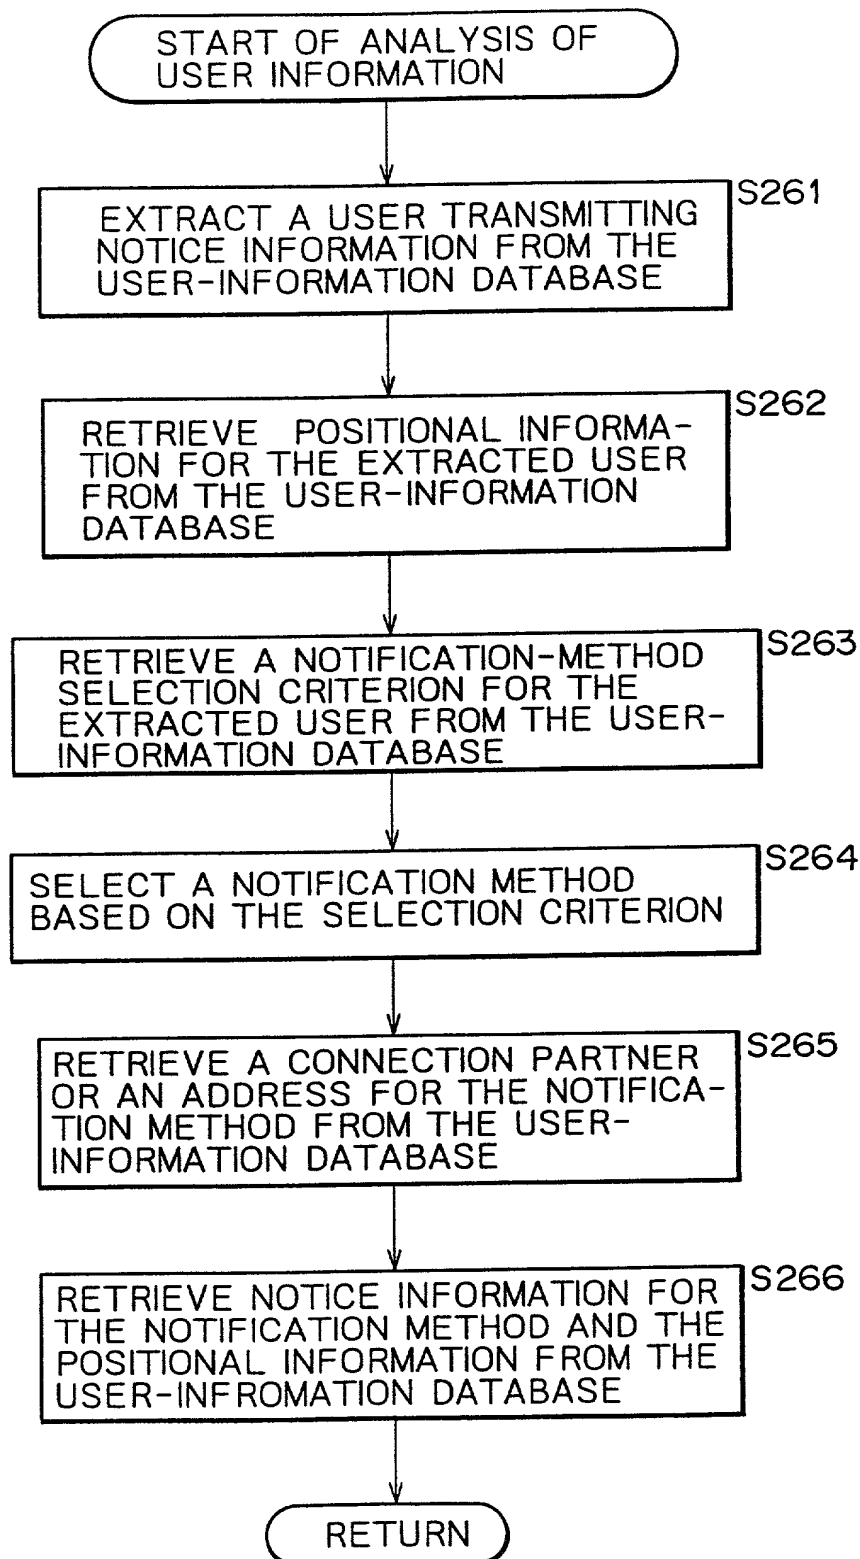 START OF ANALYSIS OF
USER INFORMATION
S261
EXTRACT A USER TRANSMITTING
NOTICE INFORMATION FROM THE
USER-INFORMATION DATABASE
S262
RETRIEVE POSITIONAL INFORMA-
TION FOR THE EXTRACTED USER
FROM THE USER-INFORMATION
DATABASE
S263
RETRIEVE A NOTIFICATION-METHOD
SELECTION CRITERION FOR THE
EXTRACTED USER FROM THE USER-
INFORMATION DATABASE
S264
SELECT A NOTIFICATION METHOD
BASED ON THE SELECTION CRITERION
S265
RETRIEVE A CONNECTION PARTNER
OR AN ADDRESS FOR THE NOTIFICA-
TION METHOD FROM THE USER-
INFORMATION DATABASE
S266
RETRIEVE NOTICE INFORMATION FOR
THE NOTIFICATION METHOD AND THE
POSITIONAL INFORMATION FROM THE
USER-INFROMATION DATABASE
RETURN